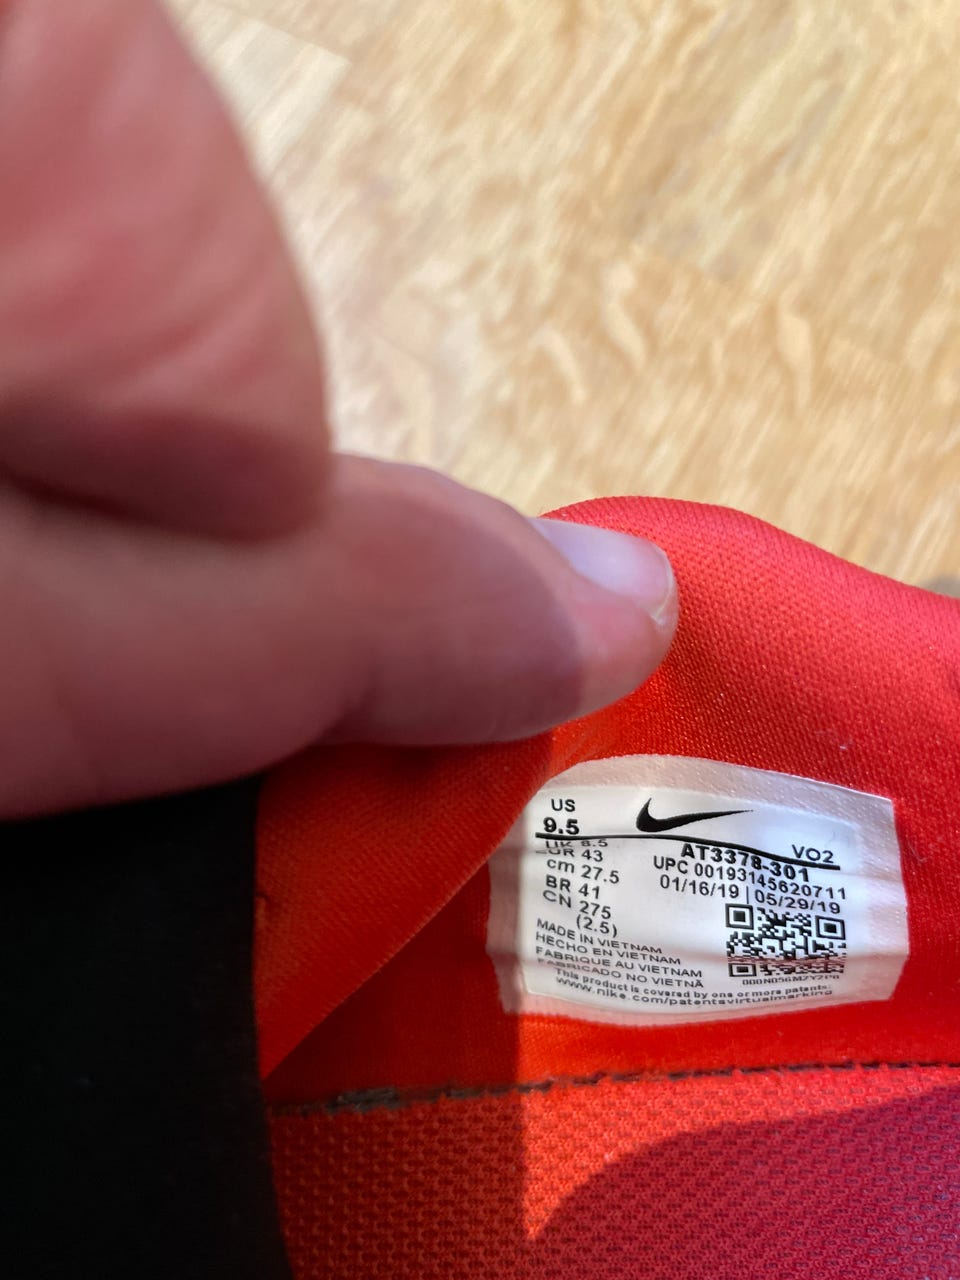 US
9.5
UK 8.5
EUR 43
cm 27.5
BR 41
CN 275
(2.5)
VO2
AT3378-301
UPC 00193145620711
01/16/19 | 05/29/19
MADE IN VIETNAM
HECHO EN VIETNAM
FABRIQUE AU VIETNAM
FABRICADO NO VIETNÃ
This product is covered by one or more patents:
www.nike.com/patentsvirtualmarking